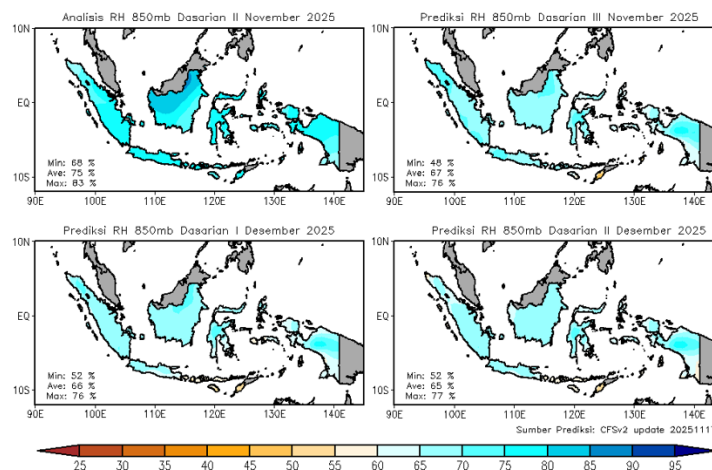 Analisis RH 850mb Dasarian II November 2025
10N
EQ
10S
Min: 68 %
Ave: 75 %
Max: 83 %
90E 100E 110E 120E 130E 140E
Prediksi RH 850mb Dasarian III November 2025
10N
EQ
10S
Min: 48 %
Ave: 67 %
Max: 76 %
90E 100E 110E 120E 130E 140E
Prediksi RH 850mb Dasarian I Desember 2025
10N
EQ
10S
Min: 52 %
Ave: 66 %
Max: 76 %
90E 100E 110E 120E 130E 140E
Prediksi RH 850mb Dasarian II Desember 2025
10N
EQ
10S
Min: 52 %
Ave: 65 %
Max: 77 %
90E 100E 110E 120E 130E 140E
Sumber Prediksi: CFSv2 update 2025111
25 30 35 40 45 50 55 60 65 70 75 80 85 90 95